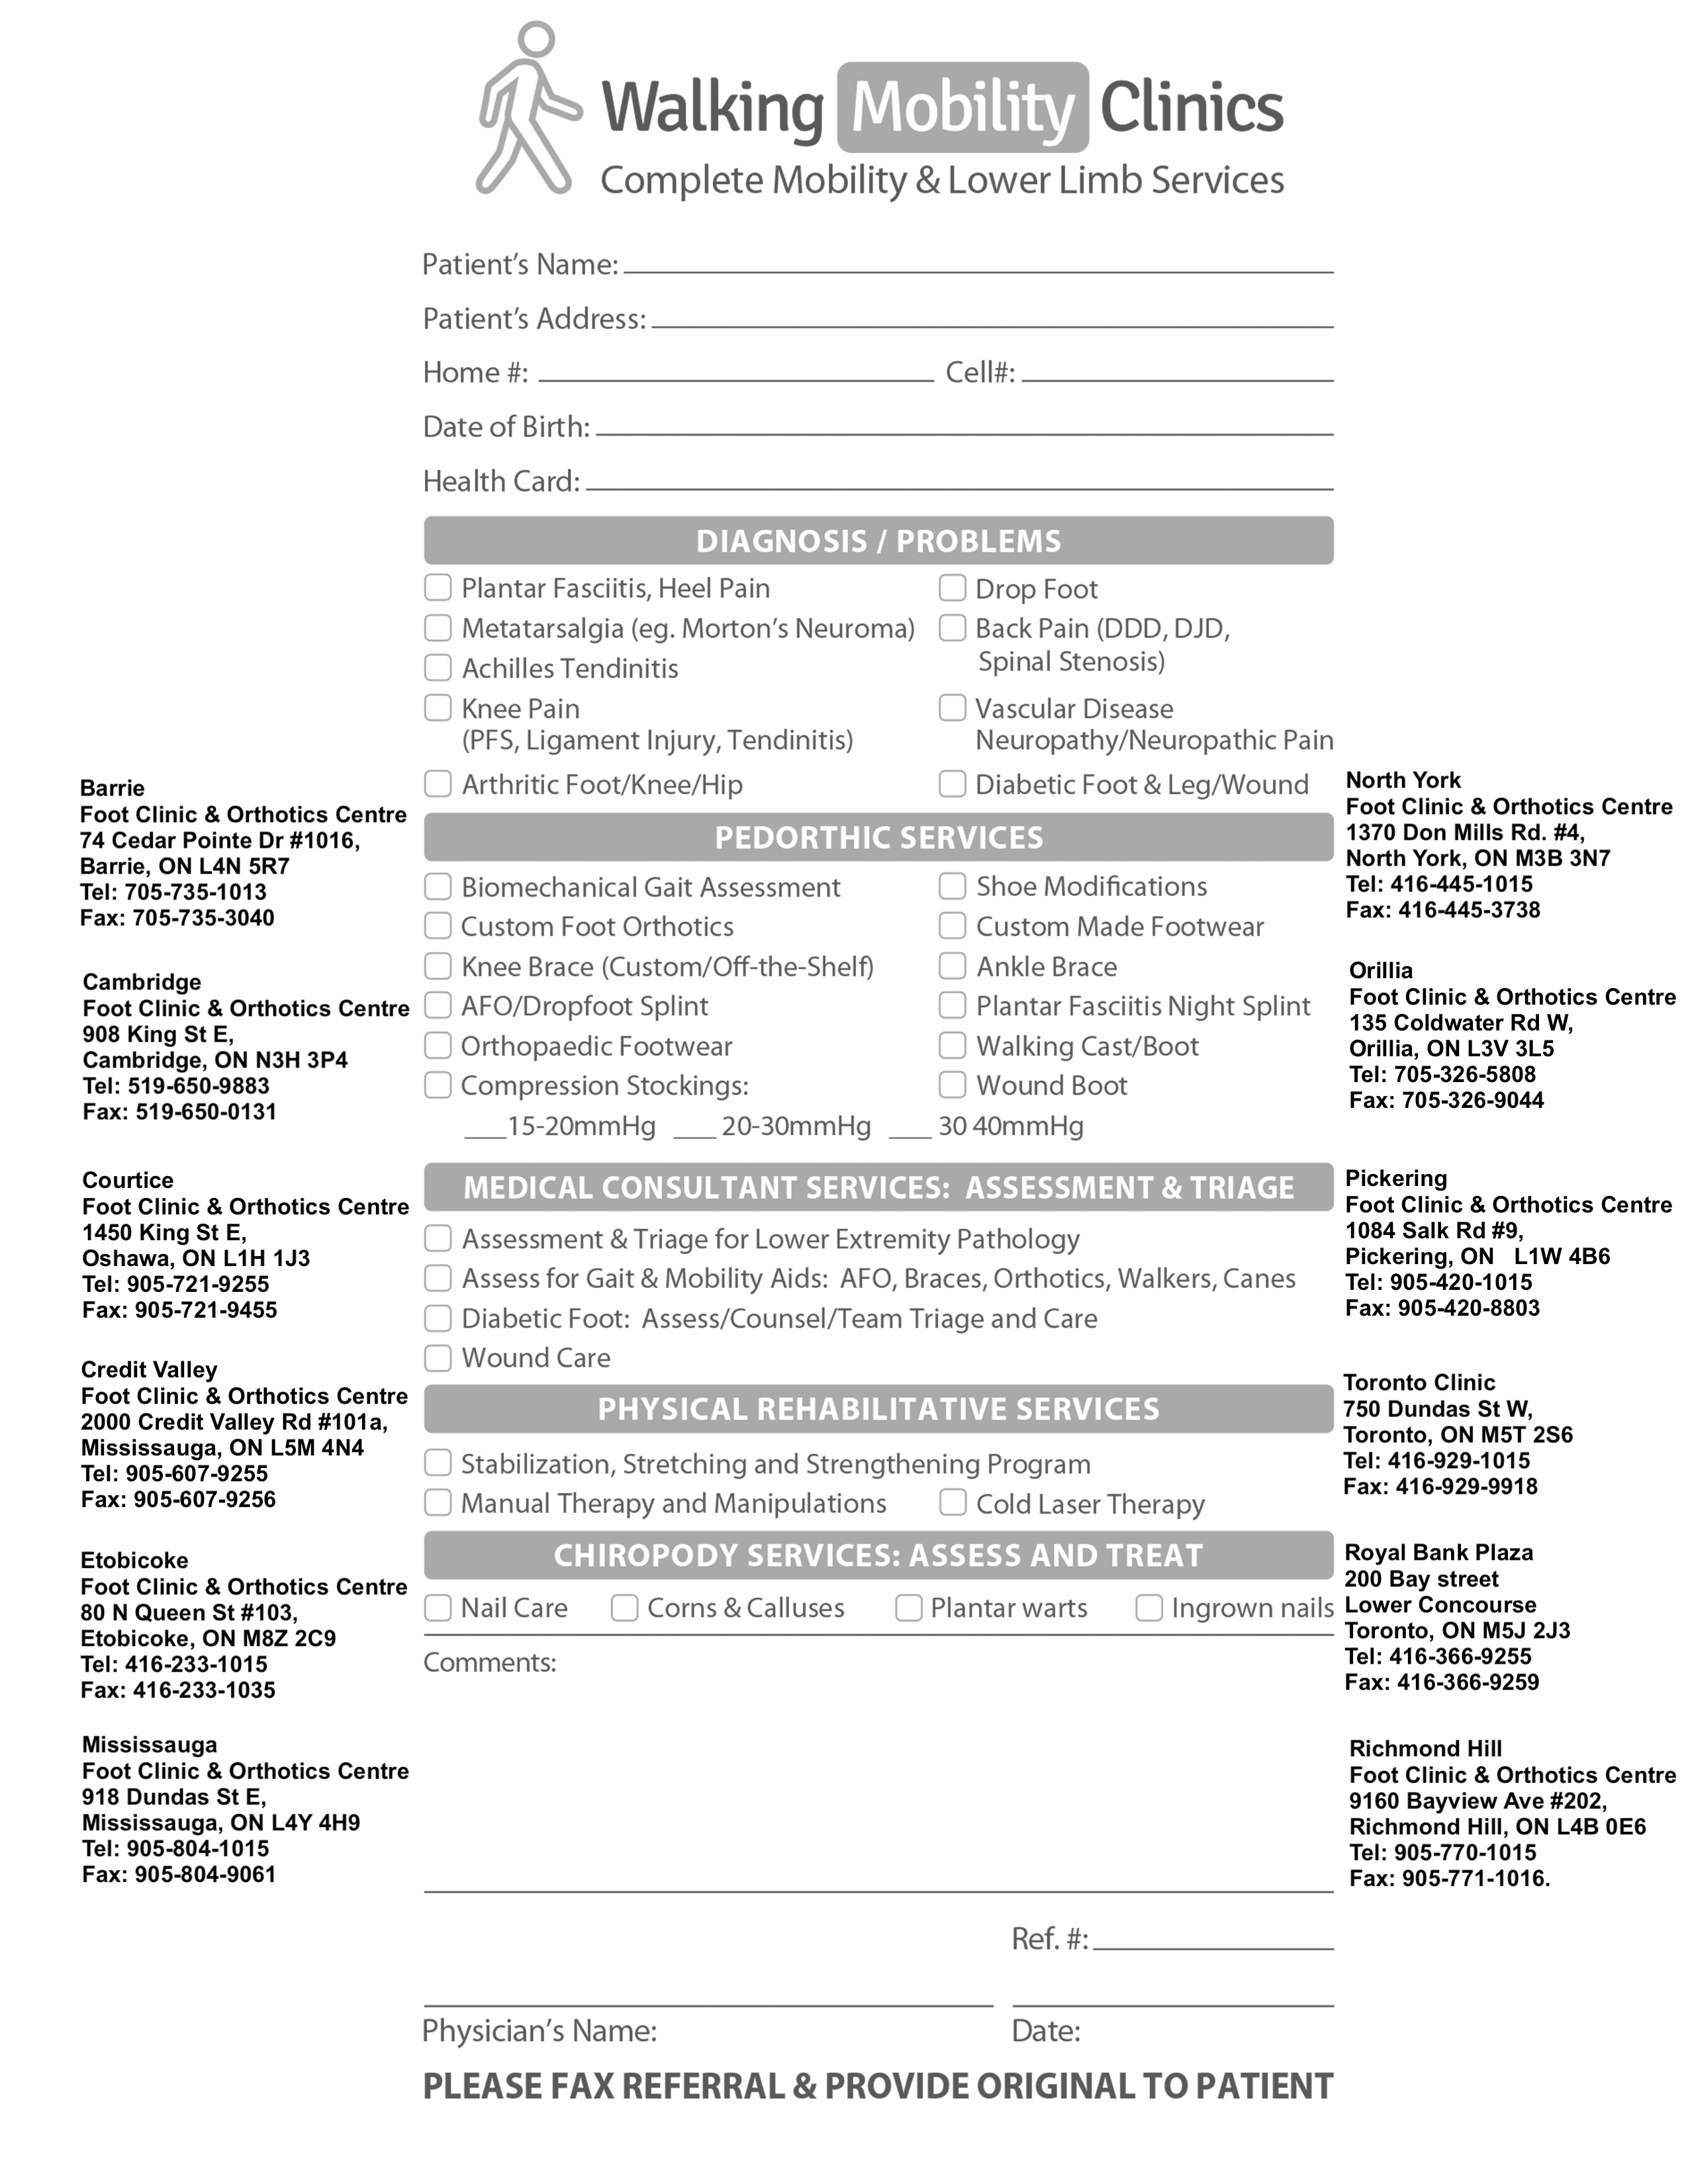 Walking Mobility Clinics
Complete Mobility & Lower Limb Services
Patient's Name:
Patient's Address:
Home #: Cell#:
Date of Birth:
Health Card:
DIAGNOSIS / PROBLEMS
Plantar Fasciitis, Heel Pain
Metatarsalgia (eg. Morton's Neuroma)
Achilles Tendinitis
Knee Pain
(PFS, Ligament Injury, Tendinitis)
Arthritic Foot/Knee/Hip
Drop Foot
Back Pain (DDD, DJD,
Spinal Stenosis)
Vascular Disease
Neuropathy/Neuropathic Pain
Diabetic Foot & Leg/Wound
PEDORTHIC SERVICES
Biomechanical Gait Assessment
Custom Foot Orthotics
Knee Brace (Custom/Off-the-Shelf)
AFO/Dropfoot Splint
Orthopaedic Footwear
Compression Stockings:
Shoe Modifications
Custom Made Footwear
Ankle Brace
Plantar Fasciitis Night Splint
Walking Cast/Boot
Wound Boot
___15-20mmHg ___ 20-30mmHg ___ 30 40mmHg
MEDICAL CONSULTANT SERVICES: ASSESSMENT & TRIAGE
Assessment & Triage for Lower Extremity Pathology
Assess for Gait & Mobility Aids: AFO, Braces, Orthotics, Walkers, Canes
Diabetic Foot: Assess/Counsel/Team Triage and Care
Wound Care
PHYSICAL REHABILITATIVE SERVICES
Stabilization, Stretching and Strengthening Program
Manual Therapy and Manipulations Cold Laser Therapy
CHIROPODY SERVICES: ASSESS AND TREAT
Nail Care Corns & Calluses Plantar warts Ingrown nails
Comments:
Ref. #:
Physician's Name: Date:
PLEASE FAX REFERRAL & PROVIDE ORIGINAL TO PATIENT
Barrie
Foot Clinic & Orthotics Centre
74 Cedar Pointe Dr #1016,
Barrie, ON L4N 5R7
Tel: 705-735-1013
Fax: 705-735-3040
Cambridge
Foot Clinic & Orthotics Centre
908 King St E,
Cambridge, ON N3H 3P4
Tel: 519-650-9883
Fax: 519-650-0131
Courtice
Foot Clinic & Orthotics Centre
1450 King St E,
Oshawa, ON L1H 1J3
Tel: 905-721-9255
Fax: 905-721-9455
Credit Valley
Foot Clinic & Orthotics Centre
2000 Credit Valley Rd #101a,
Mississauga, ON L5M 4N4
Tel: 905-607-9255
Fax: 905-607-9256
Etobicoke
Foot Clinic & Orthotics Centre
80 N Queen St #103,
Etobicoke, ON M8Z 2C9
Tel: 416-233-1015
Fax: 416-233-1035
Mississauga
Foot Clinic & Orthotics Centre
918 Dundas St E,
Mississauga, ON L4Y 4H9
Tel: 905-804-1015
Fax: 905-804-9061
North York
Foot Clinic & Orthotics Centre
1370 Don Mills Rd. #4,
North York, ON M3B 3N7
Tel: 416-445-1015
Fax: 416-445-3738
Orillia
Foot Clinic & Orthotics Centre
135 Coldwater Rd W,
Orillia, ON L3V 3L5
Tel: 705-326-5808
Fax: 705-326-9044
Pickering
Foot Clinic & Orthotics Centre
1084 Salk Rd #9,
Pickering, ON L1W 4B6
Tel: 905-420-1015
Fax: 905-420-8803
Toronto Clinic
750 Dundas St W,
Toronto, ON M5T 2S6
Tel: 416-929-1015
Fax: 416-929-9918
Royal Bank Plaza
200 Bay street
Lower Concourse
Toronto, ON M5J 2J3
Tel: 416-366-9255
Fax: 416-366-9259
Richmond Hill
Foot Clinic & Orthotics Centre
9160 Bayview Ave #202,
Richmond Hill, ON L4B 0E6
Tel: 905-770-1015
Fax: 905-771-1016.